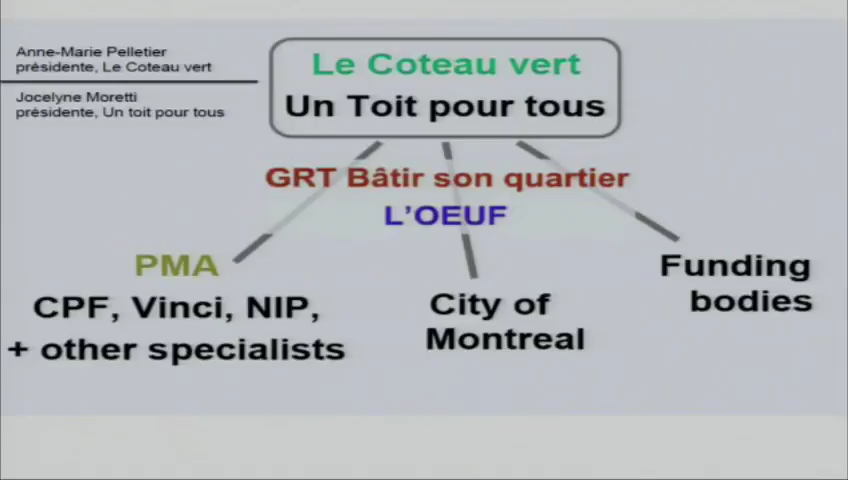 Anne-Marie Pelletier
présidente, Le Coteau vert
Jocelyne Moretti
présidente, Un toit pour tous
Le Coteau vert
Un Toit pour tous
GRT Bâtir son quartier
L'OEUF
PMA
CPF, Vinci, NIP,
+ other specialists
City of
Montreal
Funding
bodies